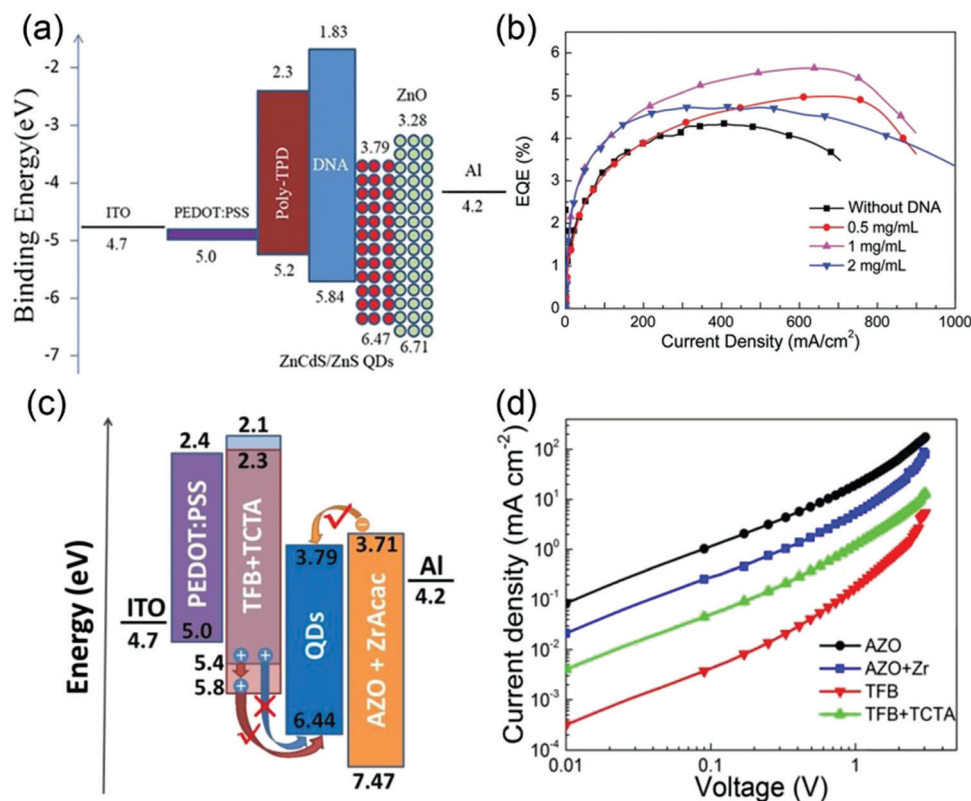 (a)
Binding Energy(eV)
-2
-3
-4
-5
-6
-7
ITO
4.7
PEDOT:PSS
5.0
2.3
Poly-TPD
5.2
1.83
DNA
5.84
3.79
6.47
ZnCdS/ZnS QDs
ZnO
3.28
6.71
Al
4.2
(b)
EQE (%)
6
5
4
3
2
1
0
0 200 400 600 800 1000
Current Density (mA/cm²)
Without DNA
0.5 mg/mL
1 mg/mL
2 mg/mL
(c)
Energy (eV)
ITO
4.7
2.4
PEDOT:PSS
5.0
2.1
2.3
TFB+TCTA
5.4
5.8
3.79
QDs
6.44
3.71
AZO + ZrAcac
7.47
Al
4.2
(d)
Current density (mA cm⁻²)
10²
10¹
10⁰
10⁻¹
10⁻²
10⁻³
10⁻⁴
0.01 0.1 1
Voltage (V)
AZO
AZO+Zr
TFB
TFB+TCTA